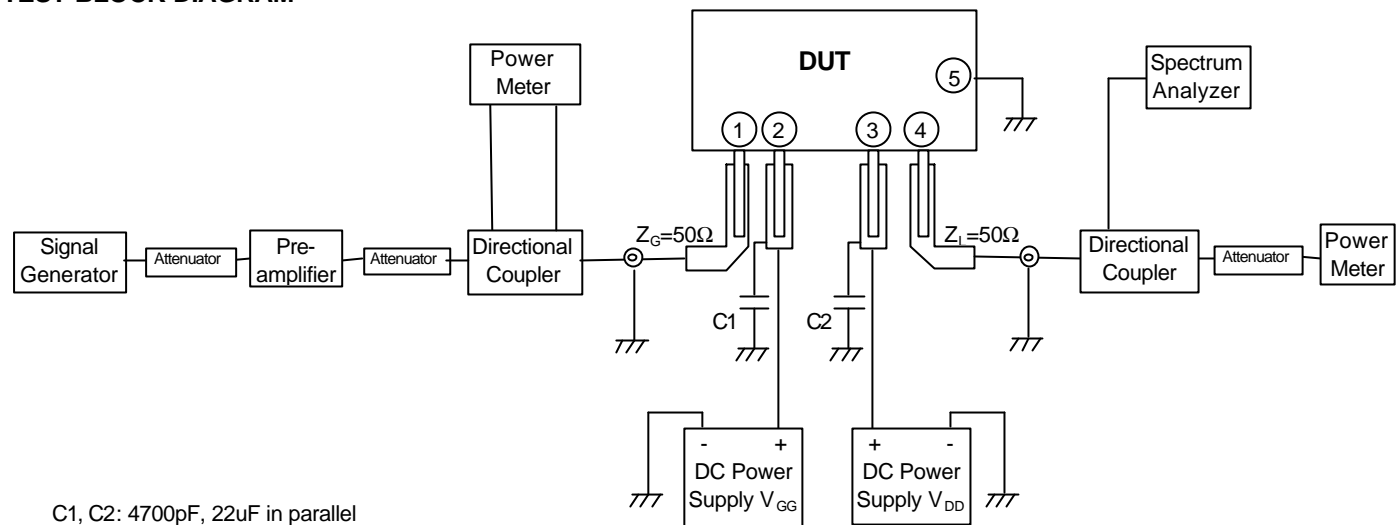 TEST BLOCK DIAGRAM
DUT
Power
Meter
5
Spectrum
Analyzer
1
2
3
4
Signal
Generator
Attenuator
Pre-
amplifier
Attenuator
Directional
Coupler
Z_G=50Ω
Z_L=50Ω
Directional
Coupler
Attenuator
Power
Meter
C1
C2
- +
DC Power
Supply V_GG
+ -
DC Power
Supply V_DD
C1, C2: 4700pF, 22uF in parallel